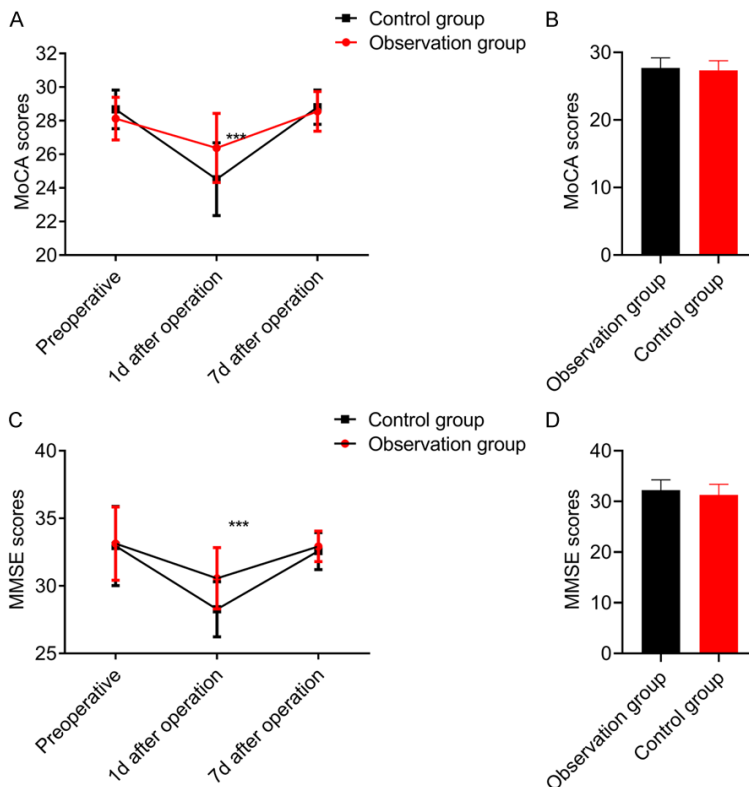 A
Control group
Observation group
MoCA scores
30
28
26
24
22
20
***
Preoperative
1d after operation
7d after operation
B
MoCA scores
30
20
10
0
Observation group
Control group
C
Control group
Observation group
MMSE scores
40
35
30
25
***
Preoperative
1d after operation
7d after operation
D
MMSE scores
40
30
20
10
0
Observation group
Control group